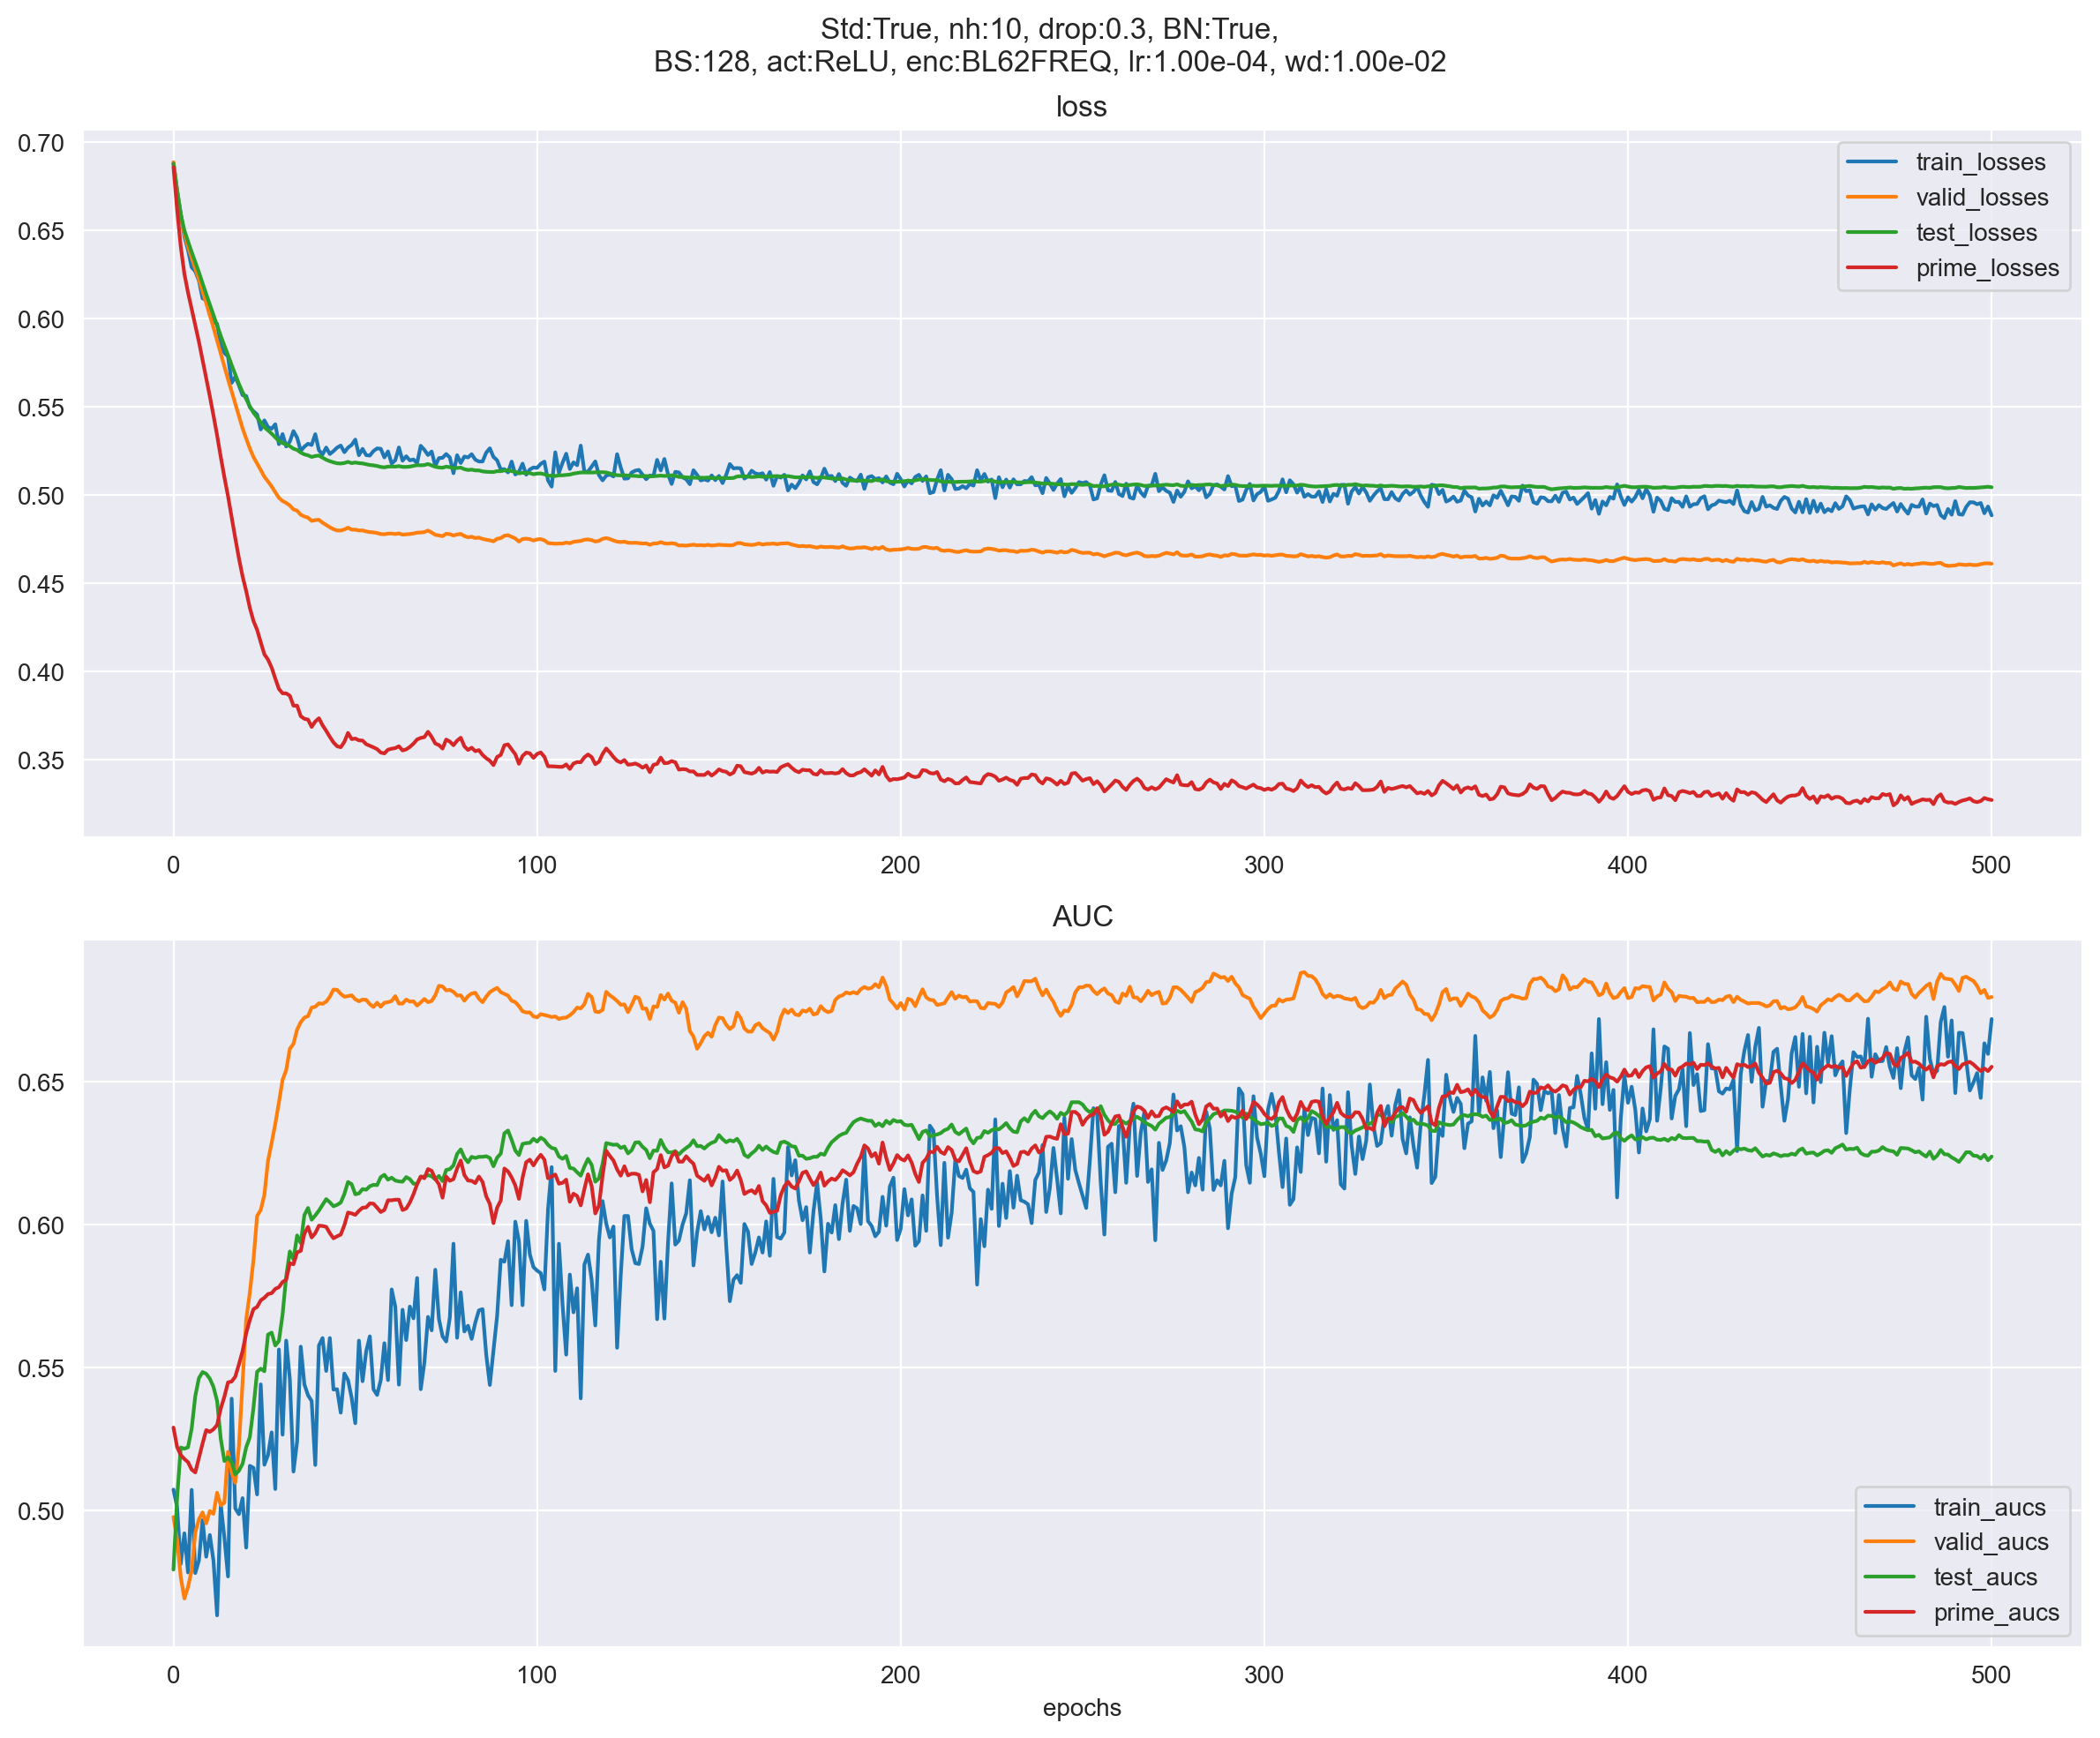 Std:True, nh:10, drop:0.3, BN:True,
BS:128, act:ReLU, enc:BL62FREQ, lr:1.00e-04, wd:1.00e-02
loss
0.70
0.65
0.60
0.55
0.50
0.45
0.40
0.35
train_losses
valid_losses
test_losses
prime_losses
0 100 200 300 400 500
AUC
0.65
0.60
0.55
0.50
train_aucs
valid_aucs
test_aucs
prime_aucs
0 100 200 300 400 500
epochs